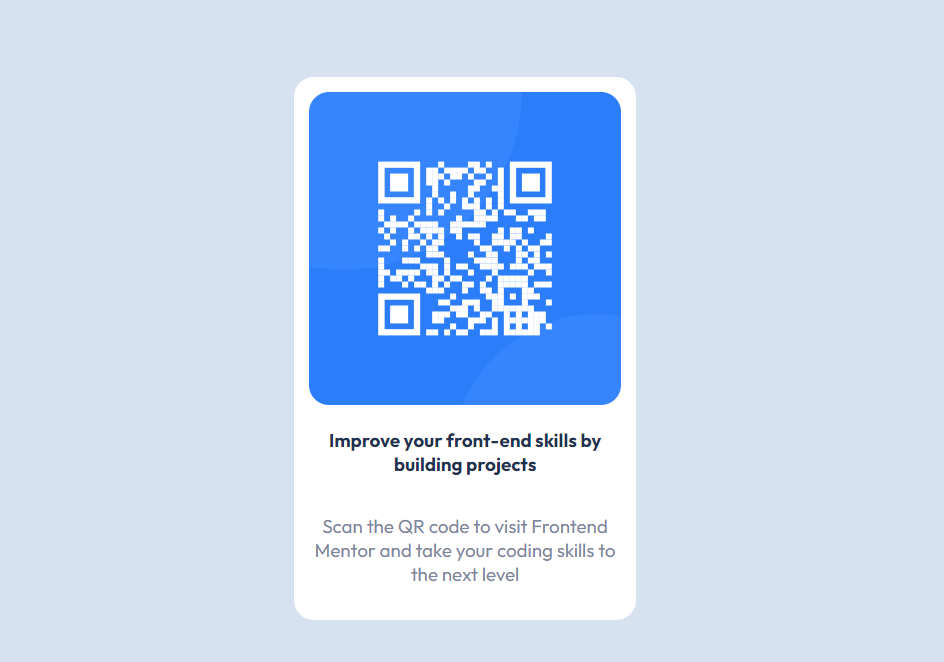 Improve your front-end skills by
building projects
Scan the QR code to visit Frontend
Mentor and take your coding skills to
the next level